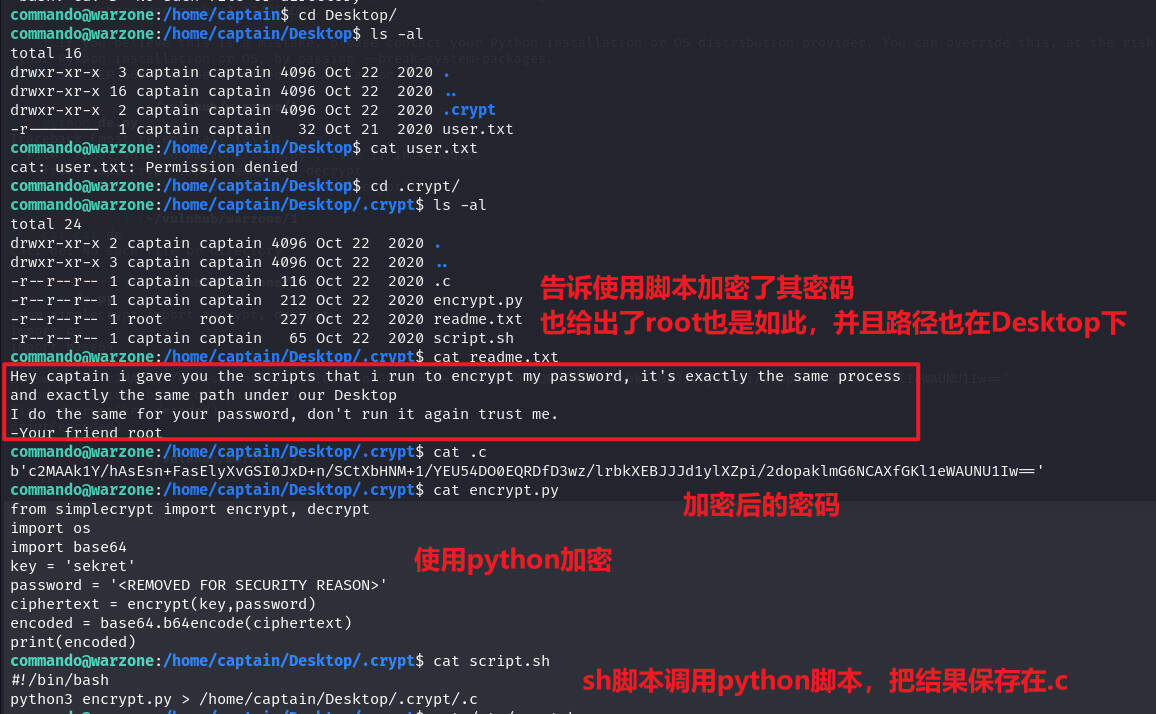 commando@warzone:/home/captain$ cd Desktop/
commando@warzone:/home/captain/Desktop$ ls -al
total 16
drwxr-xr-x  3 captain captain 4096 Oct 22  2020 .
drwxr-xr-x 16 captain captain 4096 Oct 22  2020 ..
drwxr-xr-x  2 captain captain 4096 Oct 22  2020 .crypt
-r--------  1 captain captain   32 Oct 21  2020 user.txt
commando@warzone:/home/captain/Desktop$ cat user.txt
cat: user.txt: Permission denied
commando@warzone:/home/captain/Desktop$ cd .crypt/
commando@warzone:/home/captain/Desktop/.crypt$ ls -al
total 24
drwxr-xr-x 2 captain captain 4096 Oct 22  2020 .
drwxr-xr-x 3 captain captain 4096 Oct 22  2020 ..
-r--r--r-- 1 captain captain  116 Oct 22  2020 .c
告诉使用脚本加密了其密码
-r--r--r-- 1 captain captain  212 Oct 22  2020 encrypt.py
-r--r--r-- 1 root    root     227 Oct 22  2020 readme.txt
也给出了root也是如此，并且路径也在Desktop下
-r--r--r-- 1 captain captain   65 Oct 22  2020 script.sh
commando@warzone:/home/captain/Desktop/.crypt$ cat readme.txt
Hey captain i gave you the scripts that i run to encrypt my password, it's exactly the same process
and exactly the same path under our Desktop
I do the same for your password, don't run it again trust me.
-Your friend root
commando@warzone:/home/captain/Desktop/.crypt$ cat .c
b'c2MAAk1Y/hAsEsn+FasElyXvGSI0JxD+n/SCtXbHNM+1/YEU54DO0EQRDfD3wz/lrbkXEBJJJd1ylXZpi/2dopaklmG6NCAXfGKl1eWAUNU1Iw=='
commando@warzone:/home/captain/Desktop/.crypt$ cat encrypt.py
加密后的密码
from simplecrypt import encrypt, decrypt
import os
import base64
使用python加密
key = 'sekret'
password = '<REMOVED FOR SECURITY REASON>'
ciphertext = encrypt(key,password)
encoded = base64.b64encode(ciphertext)
print(encoded)
commando@warzone:/home/captain/Desktop/.crypt$ cat script.sh
#!/bin/bash
sh脚本调用python脚本，把结果保存在.c
python3 encrypt.py > /home/captain/Desktop/.crypt/.c